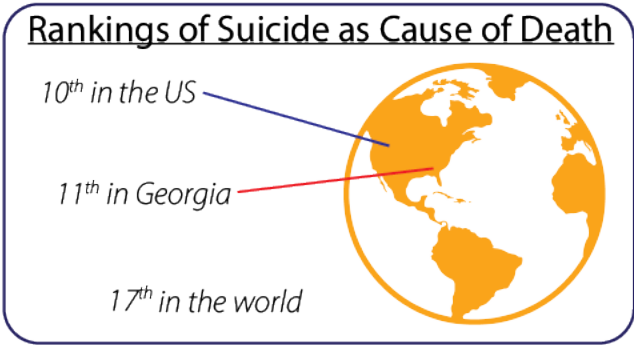 Rankings of Suicide as Cause of Death
10th in the US
11th in Georgia
17th in the world